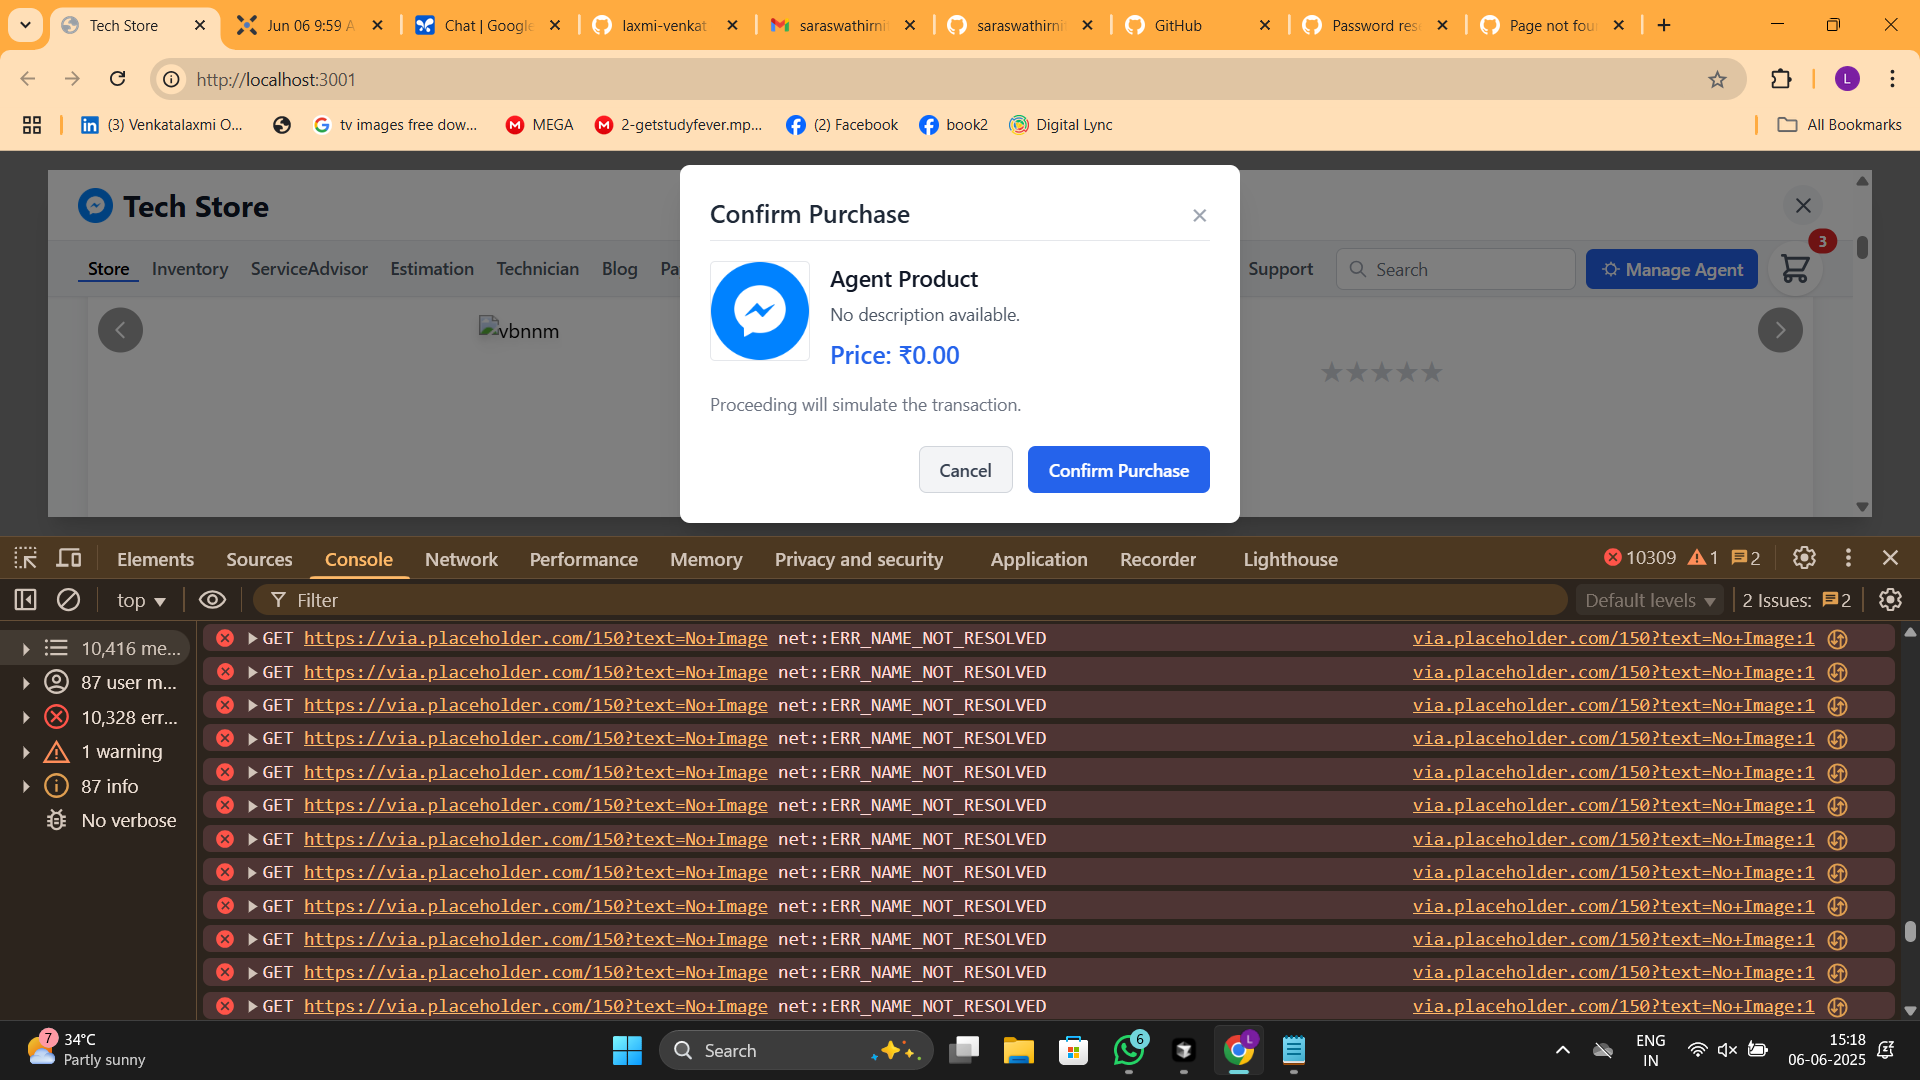 Tech Store
Jun 06 9:59 A
Chat | Google
laxmi-venkat
saraswathirnit
saraswathirnit
GitHub
Password res
Page not fou
http://localhost:3001
L
(3) Venkatalaxmi O...
tv images free dow...
MEGA
2-getstudyfever.mp...
(2) Facebook
book2
Digital Lync
All Bookmarks
Tech Store
Store
Inventory
ServiceAdvisor
Estimation
Technician
Blog
Pa
Support
Search
Manage Agent
3
vbnnm
Confirm Purchase
Agent Product
No description available.
Price: ₹0.00
Proceeding will simulate the transaction.
Cancel
Confirm Purchase
Elements
Sources
Console
Network
Performance
Memory
Privacy and security
Application
Recorder
Lighthouse
10309
1
2
top
Filter
Default levels
2 Issues:
2
10,416 me...
87 user m...
10,328 err...
1 warning
87 info
No verbose
GET https://via.placeholder.com/150?text=No+Image net::ERR_NAME_NOT_RESOLVED via.placeholder.com/150?text=No+Image:1
GET https://via.placeholder.com/150?text=No+Image net::ERR_NAME_NOT_RESOLVED via.placeholder.com/150?text=No+Image:1
GET https://via.placeholder.com/150?text=No+Image net::ERR_NAME_NOT_RESOLVED via.placeholder.com/150?text=No+Image:1
GET https://via.placeholder.com/150?text=No+Image net::ERR_NAME_NOT_RESOLVED via.placeholder.com/150?text=No+Image:1
GET https://via.placeholder.com/150?text=No+Image net::ERR_NAME_NOT_RESOLVED via.placeholder.com/150?text=No+Image:1
GET https://via.placeholder.com/150?text=No+Image net::ERR_NAME_NOT_RESOLVED via.placeholder.com/150?text=No+Image:1
GET https://via.placeholder.com/150?text=No+Image net::ERR_NAME_NOT_RESOLVED via.placeholder.com/150?text=No+Image:1
GET https://via.placeholder.com/150?text=No+Image net::ERR_NAME_NOT_RESOLVED via.placeholder.com/150?text=No+Image:1
GET https://via.placeholder.com/150?text=No+Image net::ERR_NAME_NOT_RESOLVED via.placeholder.com/150?text=No+Image:1
GET https://via.placeholder.com/150?text=No+Image net::ERR_NAME_NOT_RESOLVED via.placeholder.com/150?text=No+Image:1
GET https://via.placeholder.com/150?text=No+Image net::ERR_NAME_NOT_RESOLVED via.placeholder.com/150?text=No+Image:1
GET https://via.placeholder.com/150?text=No+Image net::ERR_NAME_NOT_RESOLVED via.placeholder.com/150?text=No+Image:1
7
34°C
Partly sunny
Search
6
L
ENG
IN
15:18
06-06-2025